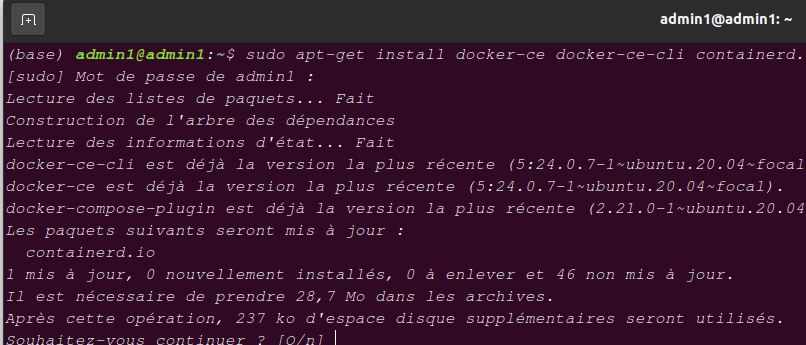 admin1@admin1: ~
(base) admin1@admin1:~$ sudo apt-get install docker-ce docker-ce-cli containerd.
[sudo] Mot de passe de admin1 :
Lecture des listes de paquets... Fait
Construction de l'arbre des dépendances
Lecture des informations d'état... Fait
docker-ce-cli est déjà la version la plus récente (5:24.0.7-1~ubuntu.20.04~focal
docker-ce est déjà la version la plus récente (5:24.0.7-1~ubuntu.20.04~focal).
docker-compose-plugin est déjà la version la plus récente (2.21.0-1~ubuntu.20.04
Les paquets suivants seront mis à jour :
containerd.io
1 mis à jour, 0 nouvellement installés, 0 à enlever et 46 non mis à jour.
Il est nécessaire de prendre 28,7 Mo dans les archives.
Après cette opération, 237 ko d'espace disque supplémentaires seront utilisés.
Souhaitez-vous continuer ? [O/n]